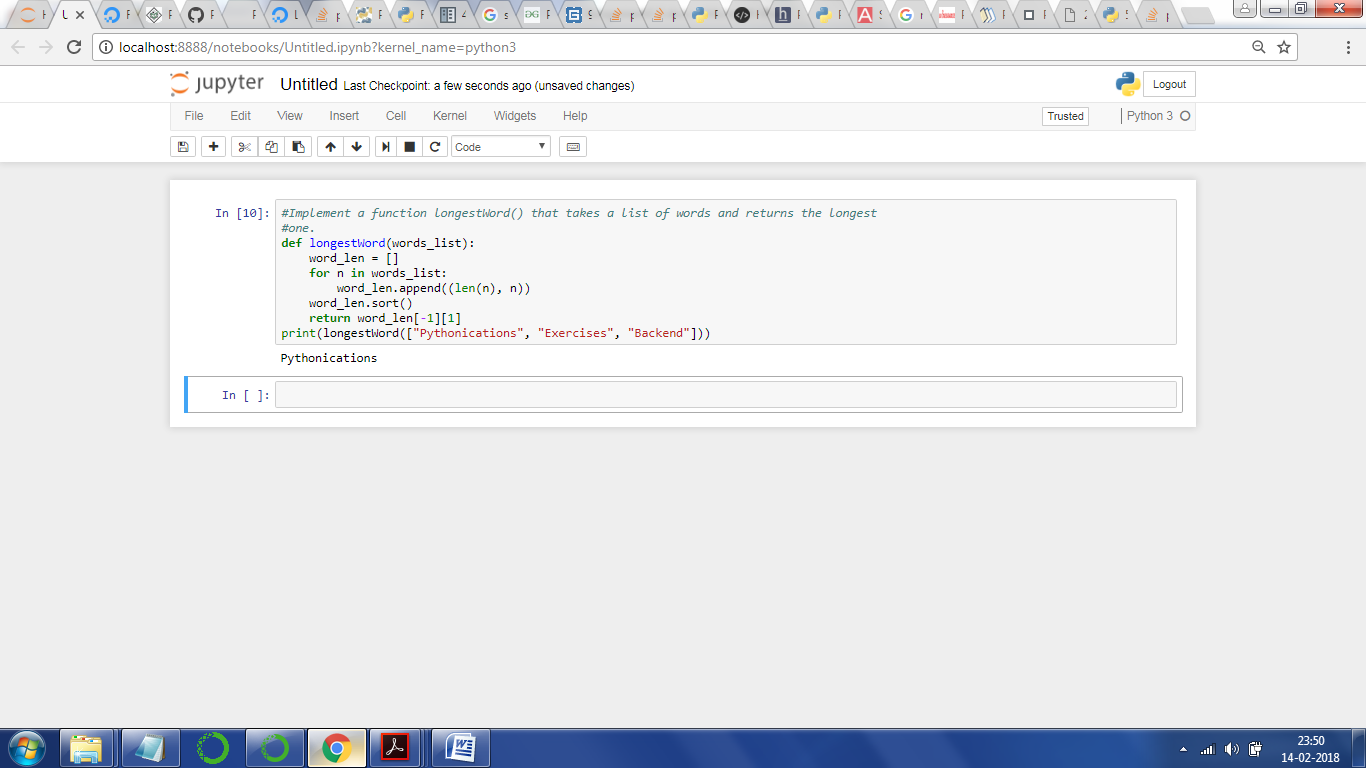 localhost:8888/notebooks/Untitled.ipynb?kernel_name=python3
jupyter Untitled Last Checkpoint: a few seconds ago (unsaved changes) Logout
File Edit View Insert Cell Kernel Widgets Help Trusted Python 3
Code
In [10]: #Implement a function longestWord() that takes a list of words and returns the longest
#one.
def longestWord(words_list):
    word_len = []
    for n in words_list:
        word_len.append((len(n), n))
    word_len.sort()
    return word_len[-1][1]
print(longestWord(["Pythonications", "Exercises", "Backend"]))
Pythonications
In [ ]:
23:50
14-02-2018